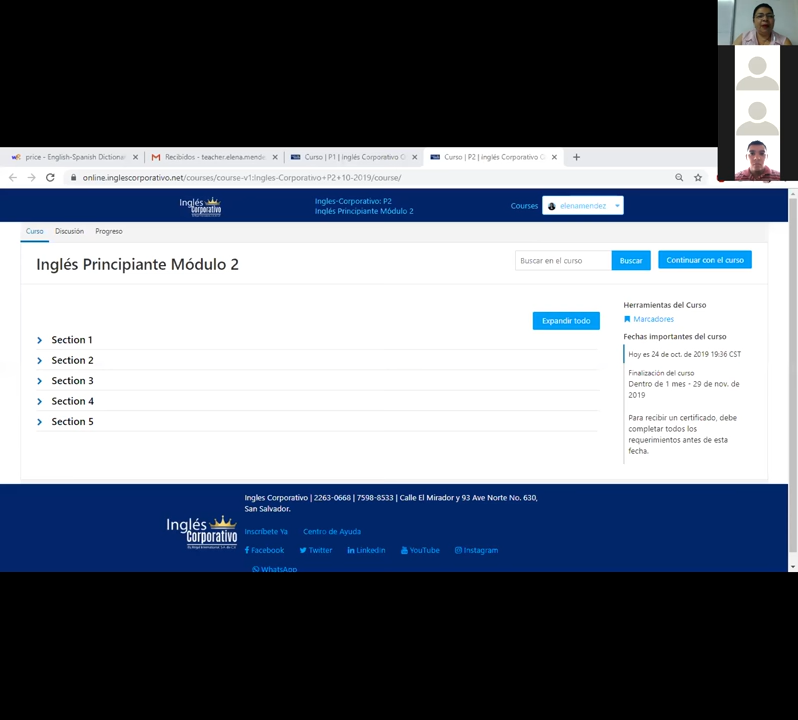 price - English-Spanish Dictiona
Recibidos - teacher.elena.mende
Curso | P1 | Inglés Corporativo O
Curso | P2 | Inglés Corporativo O
online.inglescorporativo.net/courses/course-v1:Ingles-Corporativo+P2+10-2019/course/
Inglés
Corporativo
Ingles-Corporativo: P2
Inglés Principiante Módulo 2
Courses
elenamendez
Curso
Discusión
Progreso
Inglés Principiante Módulo 2
Buscar en el curso
Buscar
Continuar con el curso
Expandir todo
Section 1
Section 2
Section 3
Section 4
Section 5
Herramientas del Curso
Marcadores
Fechas importantes del curso
Hoy es 24 de oct. de 2019 19:36 CST
Finalización del curso
Dentro de 1 mes - 29 de nov. de
2019
Para recibir un certificado, debe
completar todos los
requerimientos antes de esta
fecha.
Inglés
Corporativo
Ingles Corporativo | 2263-0668 | 7598-8533 | Calle El Mirador y 93 Ave Norte No. 630,
San Salvador.
Inscríbete Ya
Centro de Ayuda
Facebook
Twitter
Linkedin
YouTube
Instagram
WhatsApp